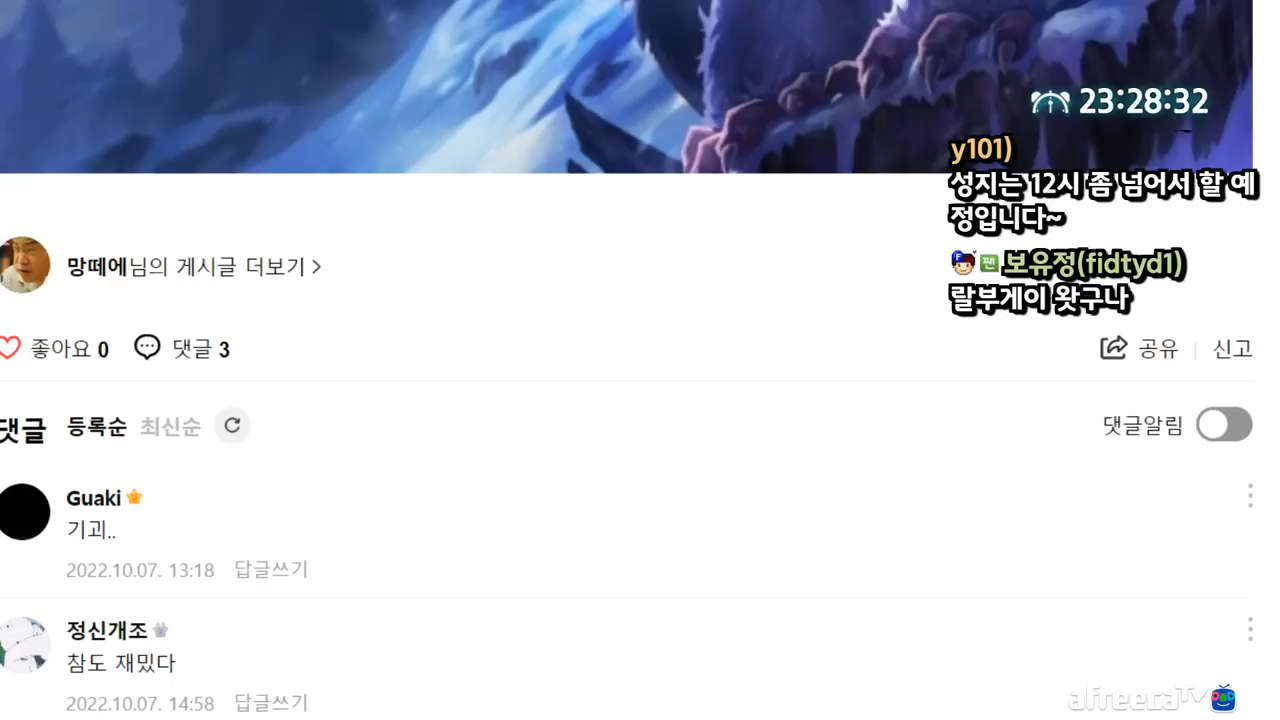 23:28:32
y101)
성지는 12시 좀 넘어서 할 예
정입니다~
팬 보유정(fidtyd1)
랄부게이 왓구나
망떼에님의 게시글 더보기 >
좋아요 0 댓글 3
공유 신고
댓글 등록순 최신순
댓글알림
Guaki
기괴..
2022.10.07. 13:18 답글쓰기
정신개조
참도 재밌다
2022.10.07. 14:58 답글쓰기
afreecaTV